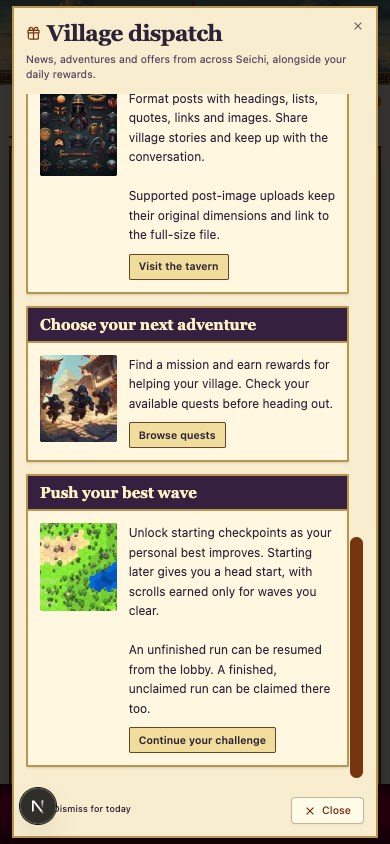 Village dispatch
News, adventures and offers from across Seichi, alongside your
daily rewards.
Format posts with headings, lists,
quotes, links and images. Share
village stories and keep up with the
conversation.
Supported post-image uploads keep
their original dimensions and link to
the full-size file.
Visit the tavern
Choose your next adventure
Find a mission and earn rewards for
helping your village. Check your
available quests before heading out.
Browse quests
Push your best wave
Unlock starting checkpoints as your
personal best improves. Starting
later gives you a head start, with
scrolls earned only for waves you
clear.
An unfinished run can be resumed
from the lobby. A finished,
unclaimed run can be claimed there
too.
Continue your challenge
N
Dismiss for today
Close